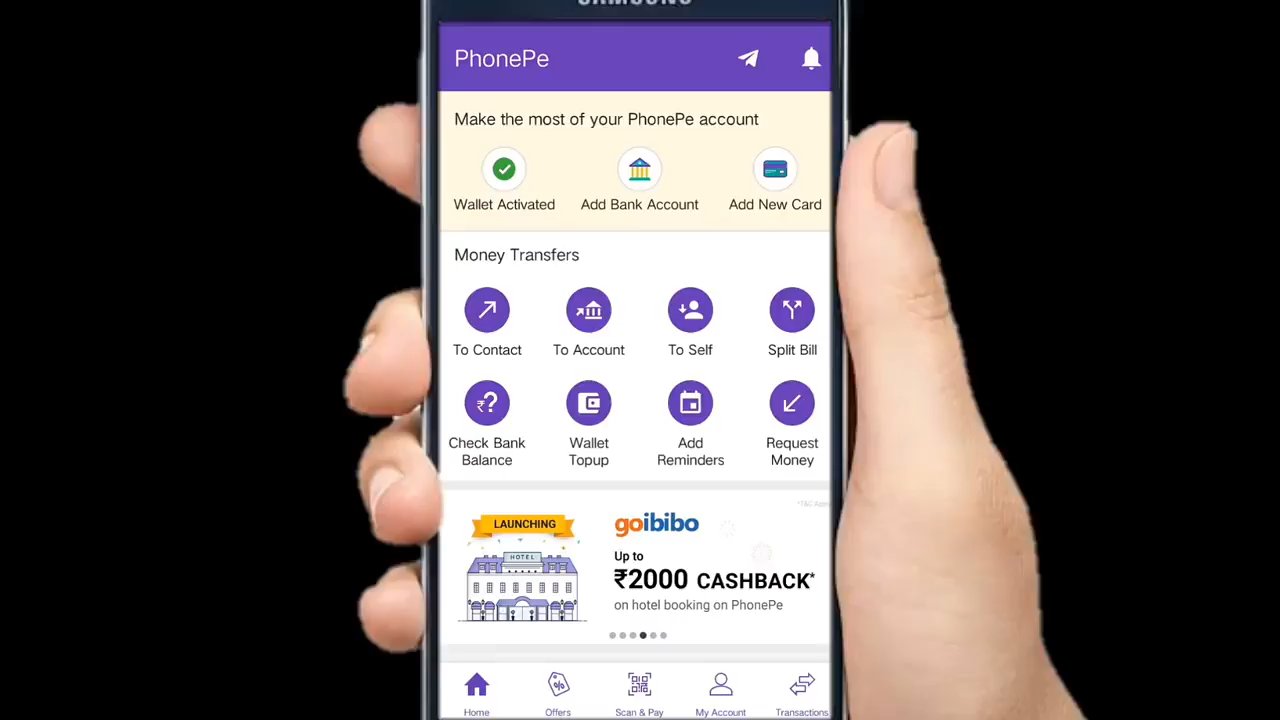 SAMSUNG
PhonePe
Make the most of your PhonePe account
Wallet Activated
Add Bank Account
Add New Card
Money Transfers
To Contact
To Account
To Self
Split Bill
Check Bank
Balance
Wallet
Topup
Add
Reminders
Request
Money
LAUNCHING
HOTEL
goibibo
Up to
₹2000 CASHBACK*
on hotel booking on PhonePe
Home
Offers
Scan & Pay
My Account
Transactions